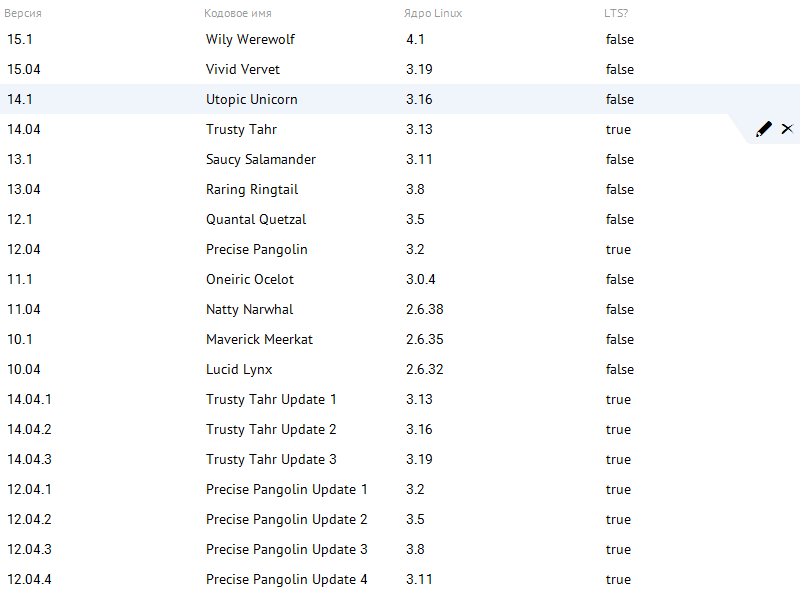 Версия Кодовое имя Ядро Linux LTS?
15.1 Wily Werewolf 4.1 false
15.04 Vivid Vervet 3.19 false
14.1 Utopic Unicorn 3.16 false
14.04 Trusty Tahr 3.13 true
13.1 Saucy Salamander 3.11 false
13.04 Raring Ringtail 3.8 false
12.1 Quantal Quetzal 3.5 false
12.04 Precise Pangolin 3.2 true
11.1 Oneiric Ocelot 3.0.4 false
11.04 Natty Narwhal 2.6.38 false
10.1 Maverick Meerkat 2.6.35 false
10.04 Lucid Lynx 2.6.32 false
14.04.1 Trusty Tahr Update 1 3.13 true
14.04.2 Trusty Tahr Update 2 3.16 true
14.04.3 Trusty Tahr Update 3 3.19 true
12.04.1 Precise Pangolin Update 1 3.2 true
12.04.2 Precise Pangolin Update 2 3.5 true
12.04.3 Precise Pangolin Update 3 3.8 true
12.04.4 Precise Pangolin Update 4 3.11 true